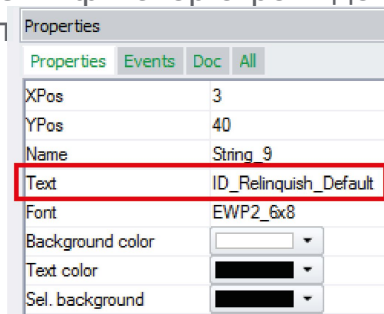 Properties
Properties Events Doc All
XPos 3
YPos 40
Name String_9
Text ID_Relinquish_Default
Font EWP2_6x8
Background color
Text color
Sel. background